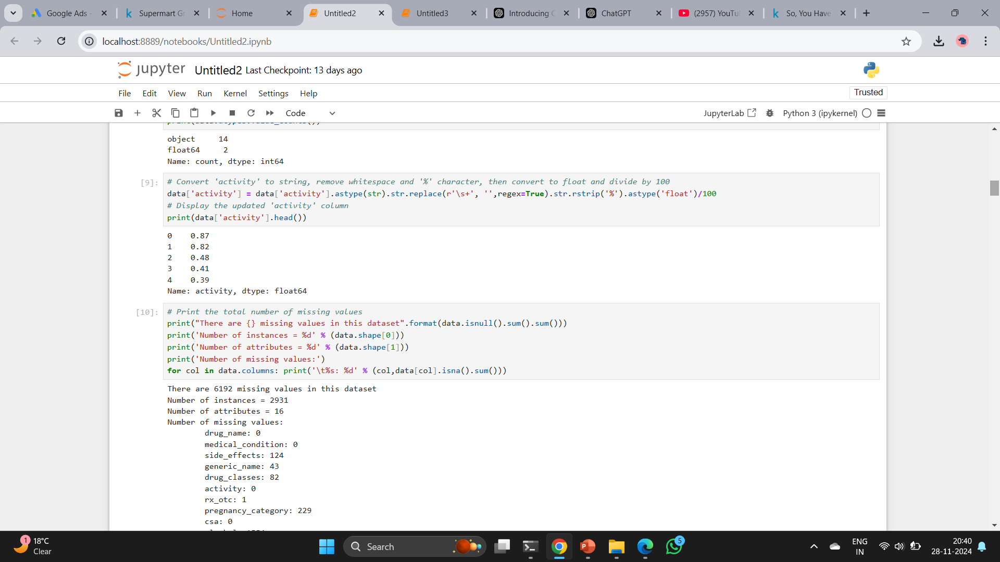 Google Ads -
Supermart Gr
Home
Untitled2
Untitled3
Introducing C
ChatGPT
(2957) YouTu
So, You Have
localhost:8889/notebooks/Untitled2.ipynb
jupyter Untitled2 Last Checkpoint: 13 days ago
File Edit View Run Kernel Settings Help
Trusted
Code
JupyterLab
Python 3 (ipykernel)
object     14
float64     2
Name: count, dtype: int64
[9]:
# Convert 'activity' to string, remove whitespace and '%' character, then convert to float and divide by 100
data['activity'] = data['activity'].astype(str).str.replace(r'\s+', '',regex=True).str.rstrip('%').astype('float')/100
# Display the updated 'activity' column
print(data['activity'].head())
0    0.87
1    0.82
2    0.48
3    0.41
4    0.39
Name: activity, dtype: float64
[10]:
# Print the total number of missing values
print("There are {} missing values in this dataset".format(data.isnull().sum().sum()))
print('Number of instances = %d' % (data.shape[0]))
print('Number of attributes = %d' % (data.shape[1]))
print('Number of missing values:')
for col in data.columns: print('\t%s: %d' % (col,data[col].isna().sum()))
There are 6192 missing values in this dataset
Number of instances = 2931
Number of attributes = 16
Number of missing values:
drug_name: 0
medical_condition: 0
side_effects: 124
generic_name: 43
drug_classes: 82
activity: 0
rx_otc: 1
pregnancy_category: 229
csa: 0
1
18°C
Clear
Search
5
ENG
IN
20:40
28-11-2024